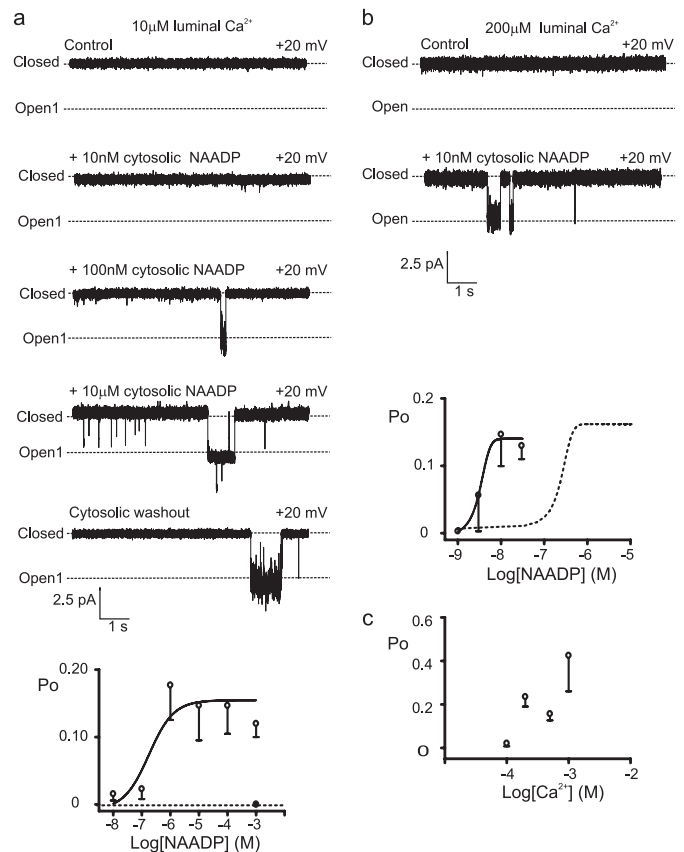 a
10µM luminal Ca²⁺
Control +20 mV
Closed
Open1
+ 10nM cytosolic NAADP +20 mV
Closed
Open1
+ 100nM cytosolic NAADP +20 mV
Closed
Open1
+ 10µM cytosolic NAADP +20 mV
Closed
Open1
Cytosolic washout +20 mV
Closed
Open1
2.5 pA
1 s
Po
0.20
0.10
0
-8 -7 -6 -5 -4 -3 -2
Log[NAADP] (M)
b
200µM luminal Ca²⁺
Control +20 mV
Closed
Open
+ 10nM cytosolic NAADP +20 mV
Closed
Open
2.5 pA
1 s
Po
0.2
0.1
0
-9 -8 -7 -6 -5
Log[NAADP] (M)
c
Po
0.6
0.4
0.2
O
-4 -3 -2
Log[Ca²⁺] (M)